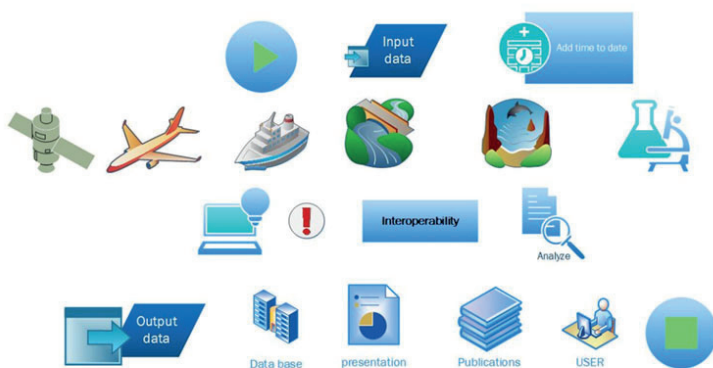 Input
data
Add time to date
Interoperability
Analyze
Output
data
Data base
presentation
Publications
USER